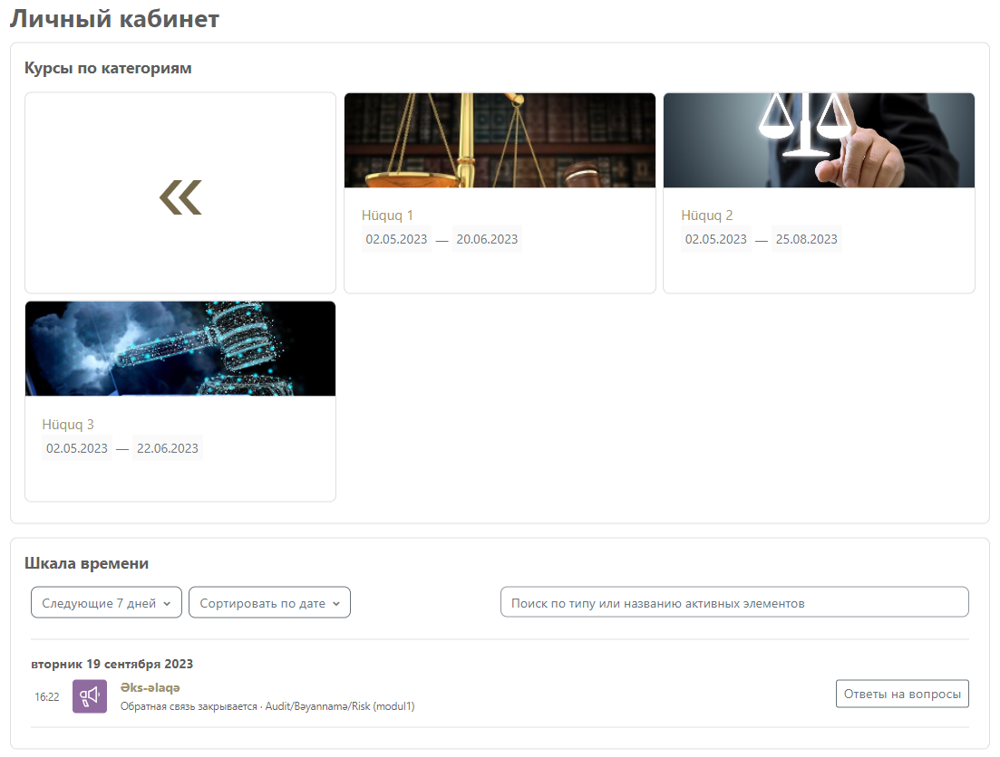 Личный кабинет
Курсы по категориям
Hüquq 1
02.05.2023 — 20.06.2023
Hüquq 2
02.05.2023 — 25.08.2023
Hüquq 3
02.05.2023 — 22.06.2023
Шкала времени
Следующие 7 дней
Сортировать по дате
Поиск по типу или названию активных элементов
вторник 19 сентября 2023
16:22
Əks-əlaqə
Обратная связь закрывается · Audit/Bəyannamə/Risk (modul1)
Ответы на вопросы